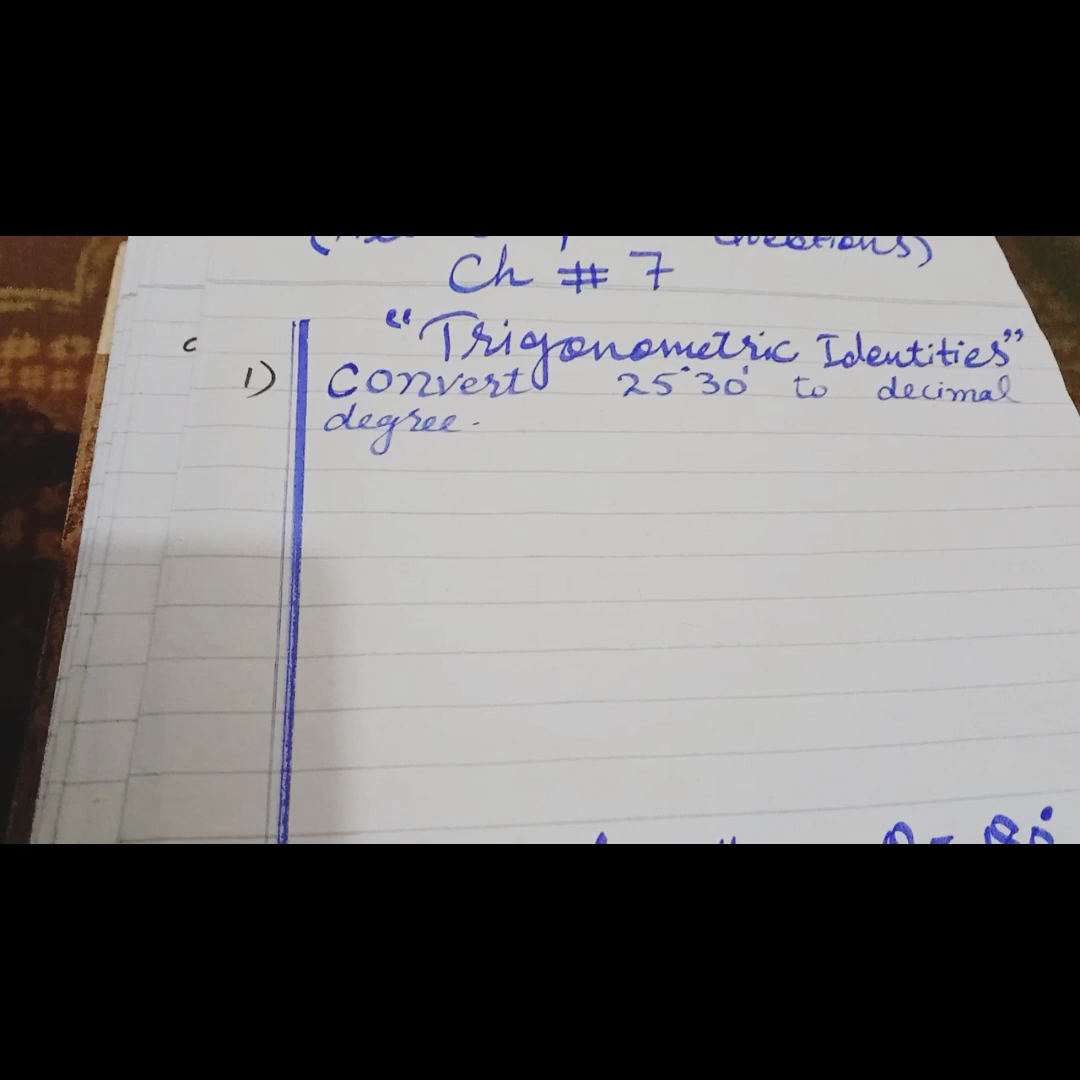 Ch # 7
“Trigonometric Identities”
c
1) Convert 25°30' to decimal
degree.